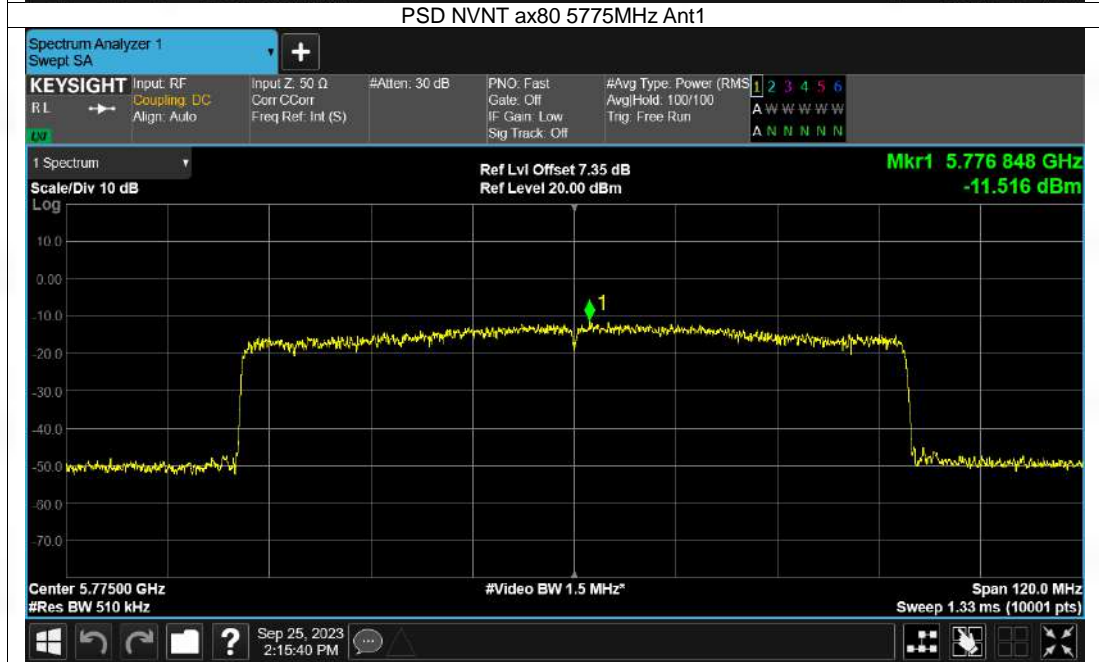 PSD NVNT ax80 5775MHz Ant1
Spectrum Analyzer 1
Swept SA
+
KEYSIGHT
RL
LXI
Input: RF
Coupling: DC
Align: Auto
Input Z: 50 Ω
Corr CCorr
Freq Ref: Int (S)
#Atten: 30 dB
PNO: Fast
Gate: Off
IF Gain: Low
Sig Track: Off
#Avg Type: Power (RMS
Avg|Hold: 100/100
Trig: Free Run
1 2 3 4 5 6
A W W W W W
A N N N N N
1 Spectrum
Scale/Div 10 dB
Ref Lvl Offset 7.35 dB
Ref Level 20.00 dBm
Mkr1 5.776 848 GHz
-11.516 dBm
Log
10.0
0.00
-10.0
-20.0
-30.0
-40.0
-50.0
-60.0
-70.0
1
Center 5.77500 GHz
#Res BW 510 kHz
#Video BW 1.5 MHz*
Span 120.0 MHz
Sweep 1.33 ms (10001 pts)
?
Sep 25, 2023
2:15:40 PM